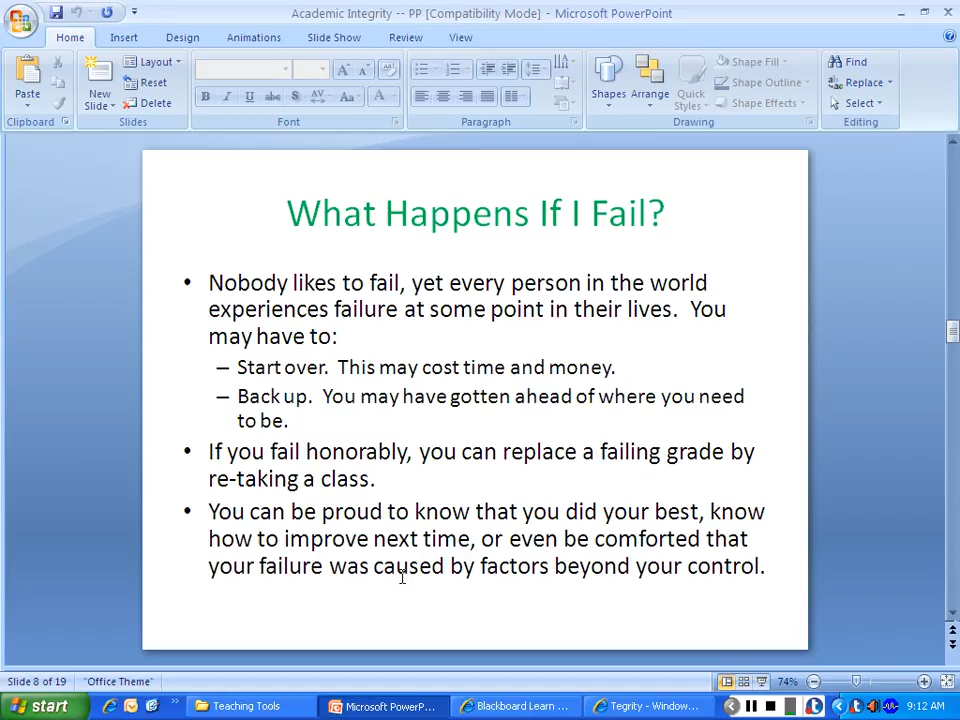 Academic Integrity -- PP [Compatibility Mode] - Microsoft PowerPoint
Home Insert Design Animations Slide Show Review View
Paste
Clipboard
New
Slide
Layout
Reset
Delete
Slides
B I U abc S AV Aa A
Font
Paragraph
Shapes Arrange Quick
Styles
Shape Fill
Shape Outline
Shape Effects
Drawing
Find
Replace
Select
Editing
What Happens If I Fail?
• Nobody likes to fail, yet every person in the world
experiences failure at some point in their lives. You
may have to:
– Start over. This may cost time and money.
– Back up. You may have gotten ahead of where you need
to be.
• If you fail honorably, you can replace a failing grade by
re-taking a class.
• You can be proud to know that you did your best, know
how to improve next time, or even be comforted that
your failure was caused by factors beyond your control.
Slide 8 of 19 "Office Theme" 74%
start Teaching Tools Microsoft PowerP... Blackboard Learn ... Tegrity - Window... 9:12 AM